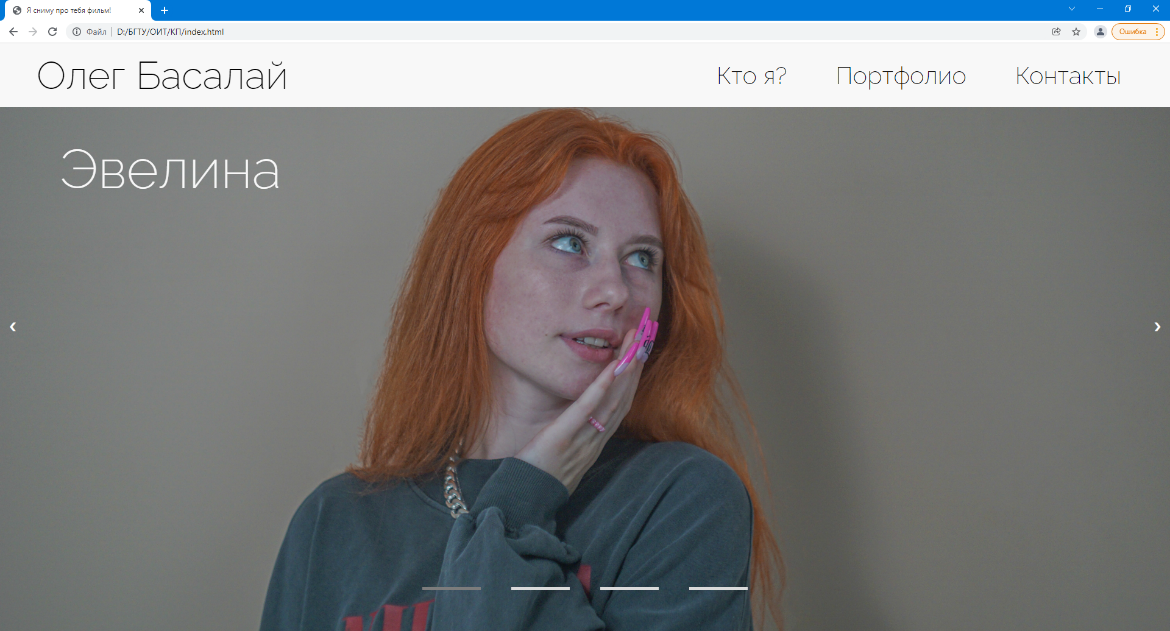 Я сниму про тебя фильм!
Файл D:/БГТУ/ОИТ/КП/index.html
Ошибка
Олег Басалай
Кто я? Портфолио Контакты
Эвелина